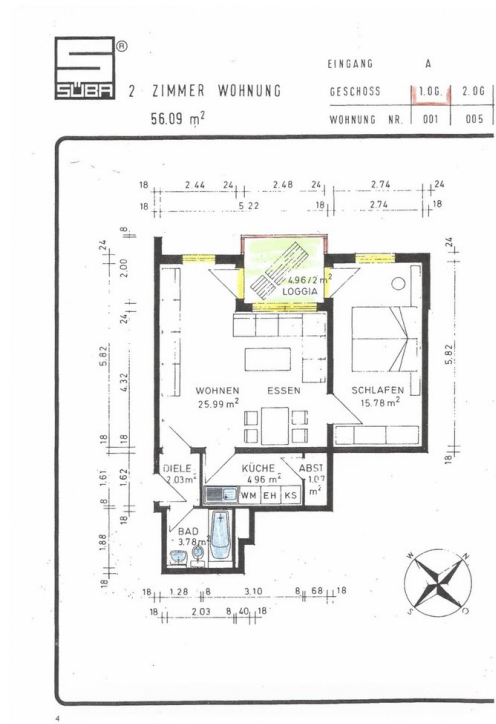 ®
SÜBA
2 ZIMMER WOHNUNG
56.09 m²
EINGANG A
GESCHOSS 1.OG. 2.OG
WOHNUNG NR. 001 005
18 2.44 24 2.48 24 2.74 24
18 5 22 18 2.74 18
8
24 2.00 24 4.32 18 1.62 18
5.82 18 1.61 8 1.88 18
24 5.82 18
4.96/2 m²
LOGGIA
WOHNEN ESSEN
25.99 m²
SCHLAFEN
15.78 m²
DIELE
2.03 m²
KÜCHE
4.96 m²
ABST
1.07
m²
WM EH KS
BAD
3.78 m²
18 1.28 8 3.10 8 68 18
18 2.03 8 40 18
W N S O
4